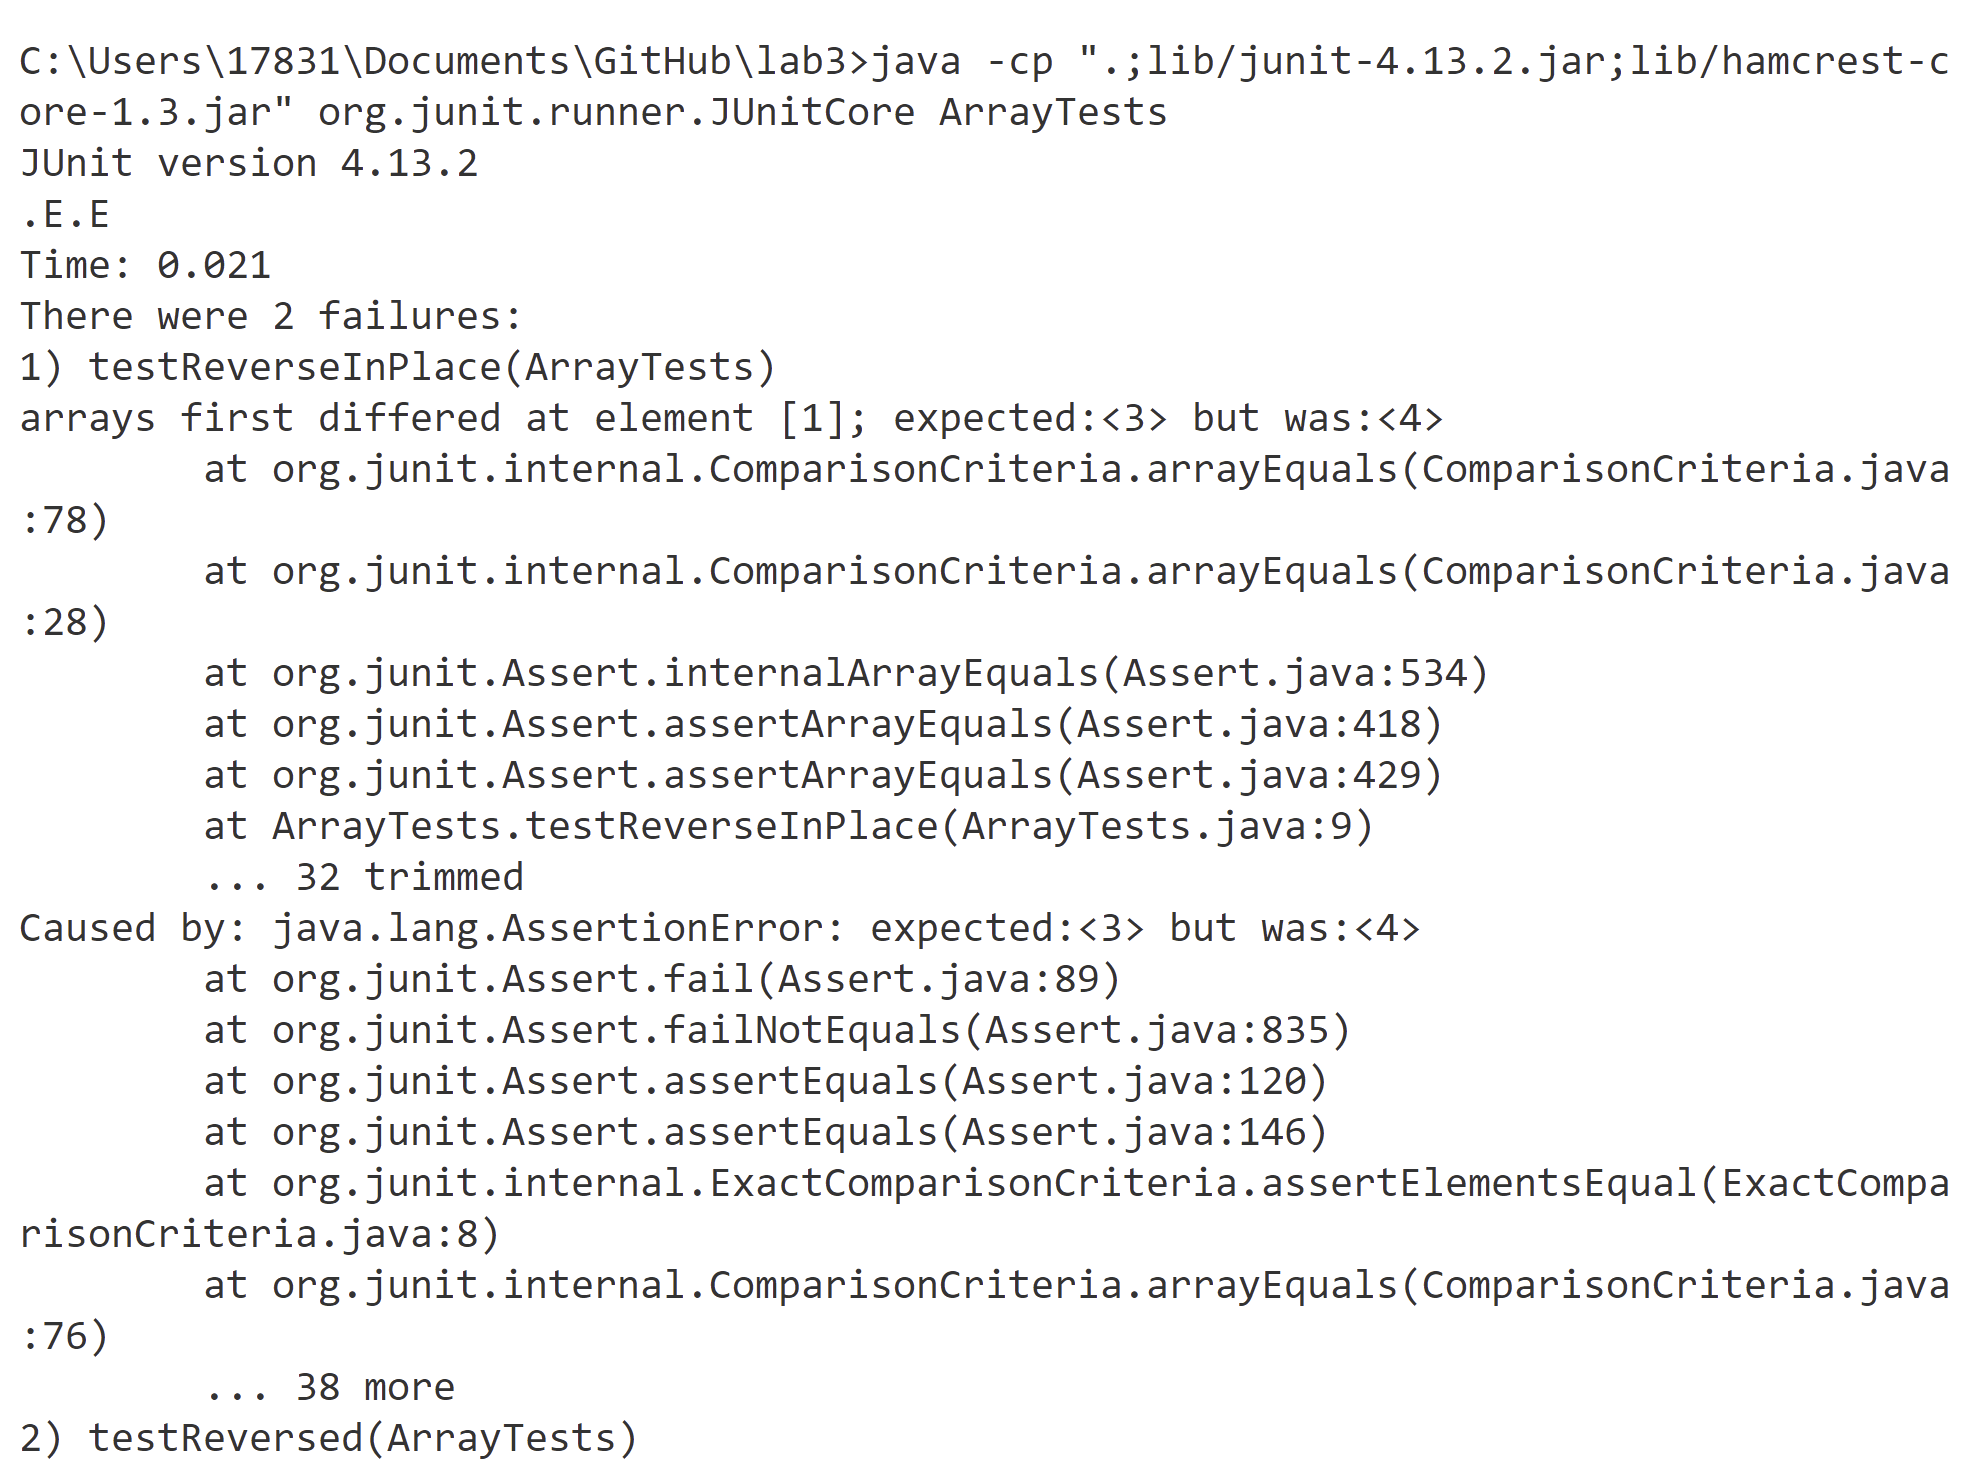 C:\Users\17831\Documents\GitHub\lab3>java -cp ".;lib/junit-4.13.2.jar;lib/hamcrest-c
ore-1.3.jar" org.junit.runner.JUnitCore ArrayTests
JUnit version 4.13.2
.E.E
Time: 0.021
There were 2 failures:
1) testReverseInPlace(ArrayTests)
arrays first differed at element [1]; expected:<3> but was:<4>
        at org.junit.internal.ComparisonCriteria.arrayEquals(ComparisonCriteria.java
:78)
        at org.junit.internal.ComparisonCriteria.arrayEquals(ComparisonCriteria.java
:28)
        at org.junit.Assert.internalArrayEquals(Assert.java:534)
        at org.junit.Assert.assertArrayEquals(Assert.java:418)
        at org.junit.Assert.assertArrayEquals(Assert.java:429)
        at ArrayTests.testReverseInPlace(ArrayTests.java:9)
        ... 32 trimmed
Caused by: java.lang.AssertionError: expected:<3> but was:<4>
        at org.junit.Assert.fail(Assert.java:89)
        at org.junit.Assert.failNotEquals(Assert.java:835)
        at org.junit.Assert.assertEquals(Assert.java:120)
        at org.junit.Assert.assertEquals(Assert.java:146)
        at org.junit.internal.ExactComparisonCriteria.assertElementsEqual(ExactCompa
risonCriteria.java:8)
        at org.junit.internal.ComparisonCriteria.arrayEquals(ComparisonCriteria.java
:76)
        ... 38 more
2) testReversed(ArrayTests)